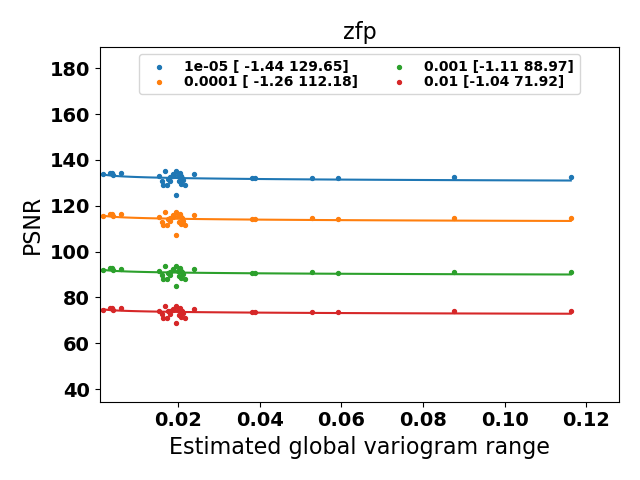 zfp
1e-05 [ -1.44 129.65]
0.0001 [ -1.26 112.18]
0.001 [-1.11 88.97]
0.01 [-1.04 71.92]
PSNR
180
160
140
120
100
80
60
40
0.02 0.04 0.06 0.08 0.10 0.12
Estimated global variogram range